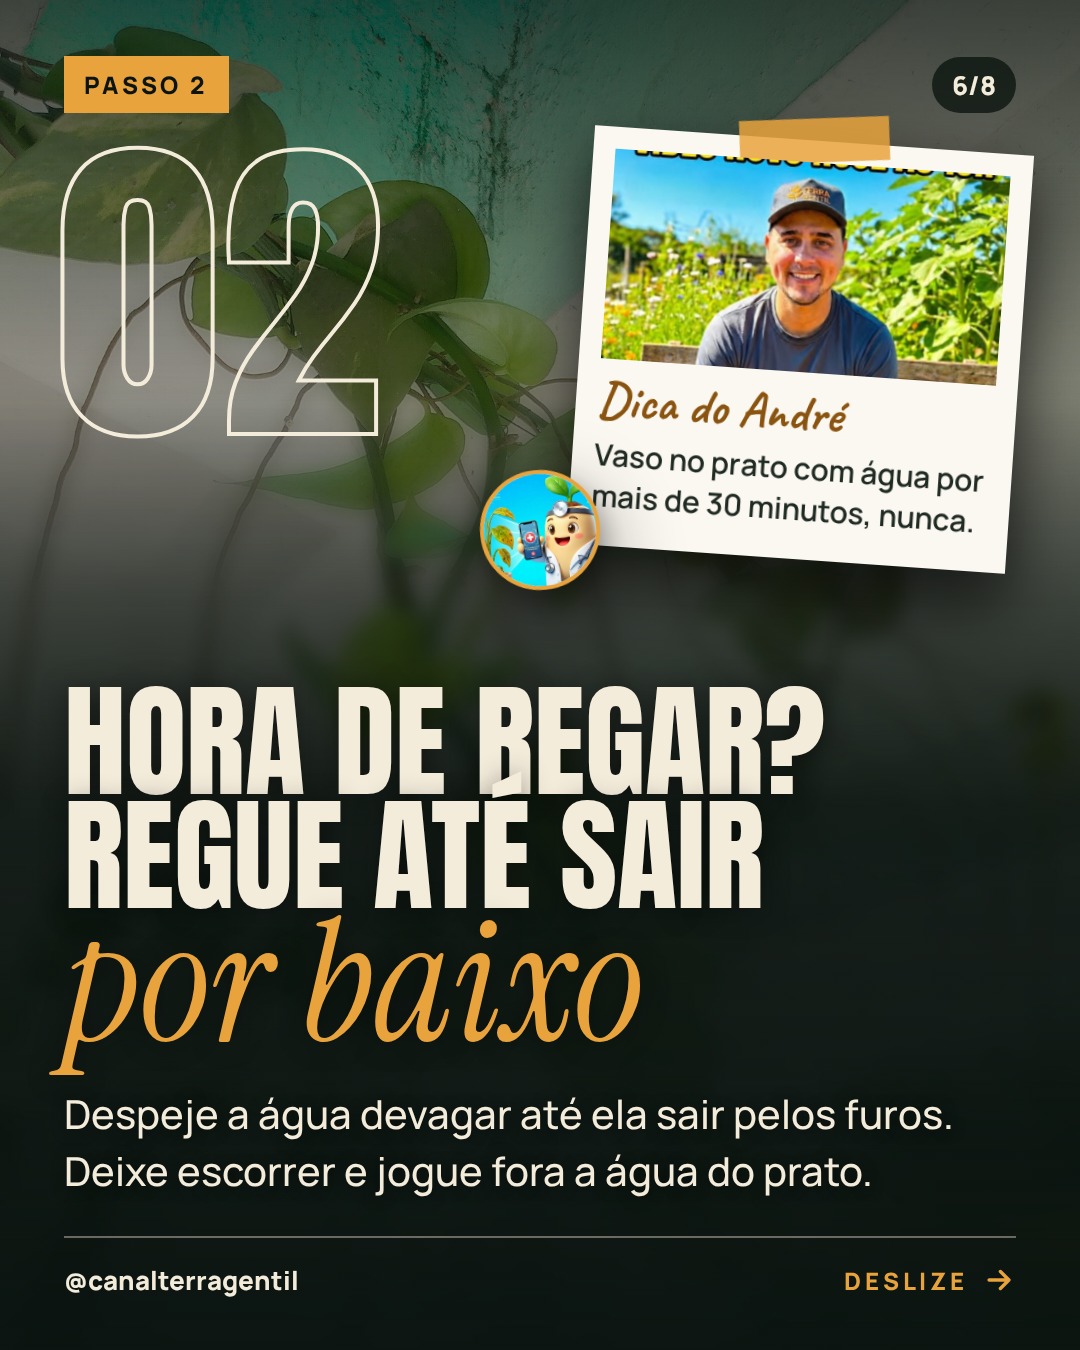 PASSO 2
6/8
02
Dica do André
Vaso no prato com água por
mais de 30 minutos, nunca.
HORA DE REGAR?
REGUE ATÉ SAIR
por baixo
Despeje a água devagar até ela sair pelos furos.
Deixe escorrer e jogue fora a água do prato.
@canalterragentil
DESLIZE →